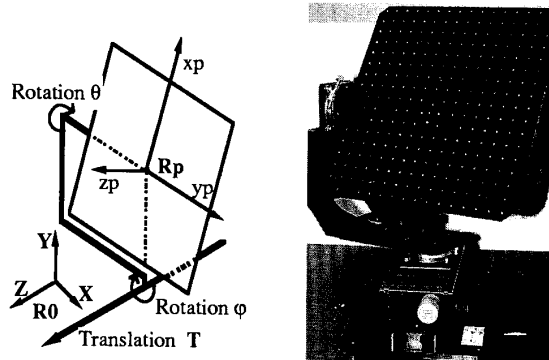 xp
Rotation θ
Rp
zp
yp
Y
Z
X
R0
Rotation φ
Translation T